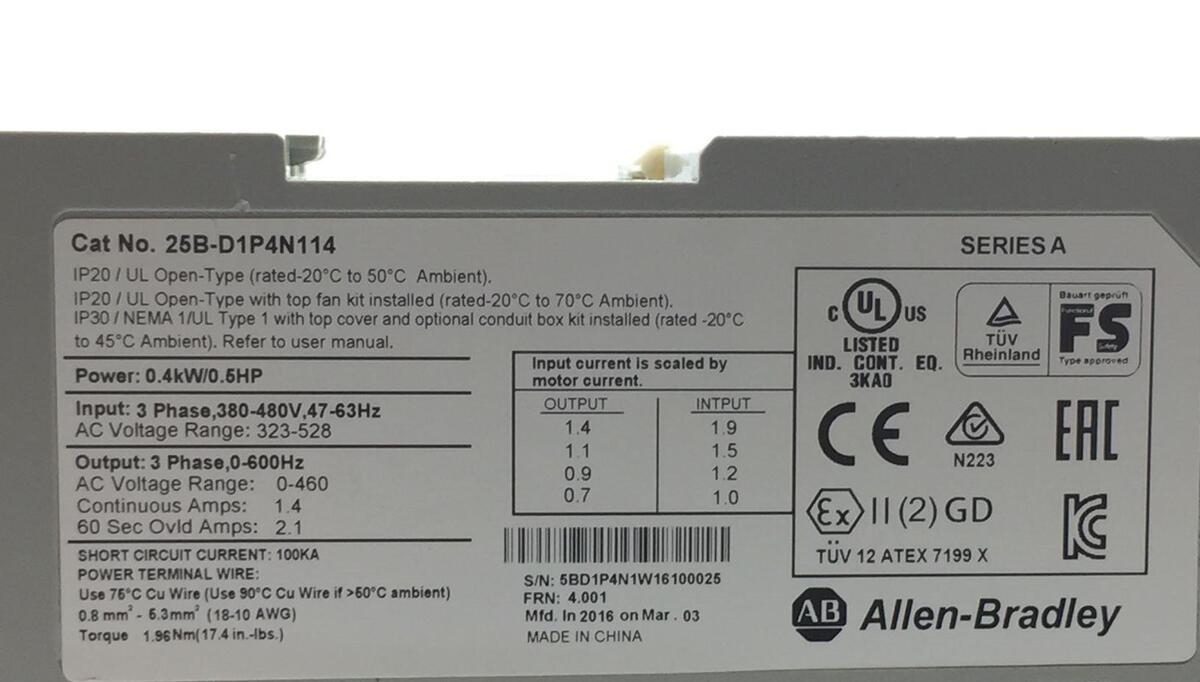 Cat No. 25B-D1P4N114
SERIES A
IP20 / UL Open-Type (rated-20°C to 50°C Ambient).
IP20 / UL Open-Type with top fan kit installed (rated-20°C to 70°C Ambient).
IP30 / NEMA 1/UL Type 1 with top cover and optional conduit box kit installed (rated -20°C
to 45°C Ambient). Refer to user manual.
Power: 0.4kW/0.5HP
Input: 3 Phase,380-480V,47-63Hz
AC Voltage Range: 323-528
Output: 3 Phase,0-600Hz
AC Voltage Range: 0-460
Continuous Amps: 1.4
60 Sec Ovld Amps: 2.1
SHORT CIRCUIT CURRENT: 100KA
POWER TERMINAL WIRE:
Use 75°C Cu Wire (Use 90°C Cu Wire if >50°C ambient)
0.8 mm² - 5.3mm² (18-10 AWG)
Torque 1.96Nm(17.4 in.-lbs.)
Input current is scaled by
motor current.
OUTPUT INTPUT
1.4 1.9
1.1 1.5
0.9 1.2
0.7 1.0
S/N: 5BD1P4N1W16100025
FRN: 4.001
Mfd. In 2016 on Mar . 03
MADE IN CHINA
C UL US
LISTED
IND. CONT. EQ.
3KA0
TÜV
Rheinland
Bauart geprüft
Functional
FS
Safety
Type approved
CE
N223
EAC
Ex II (2) GD
TÜV 12 ATEX 7199 X
KC
AB Allen-Bradley